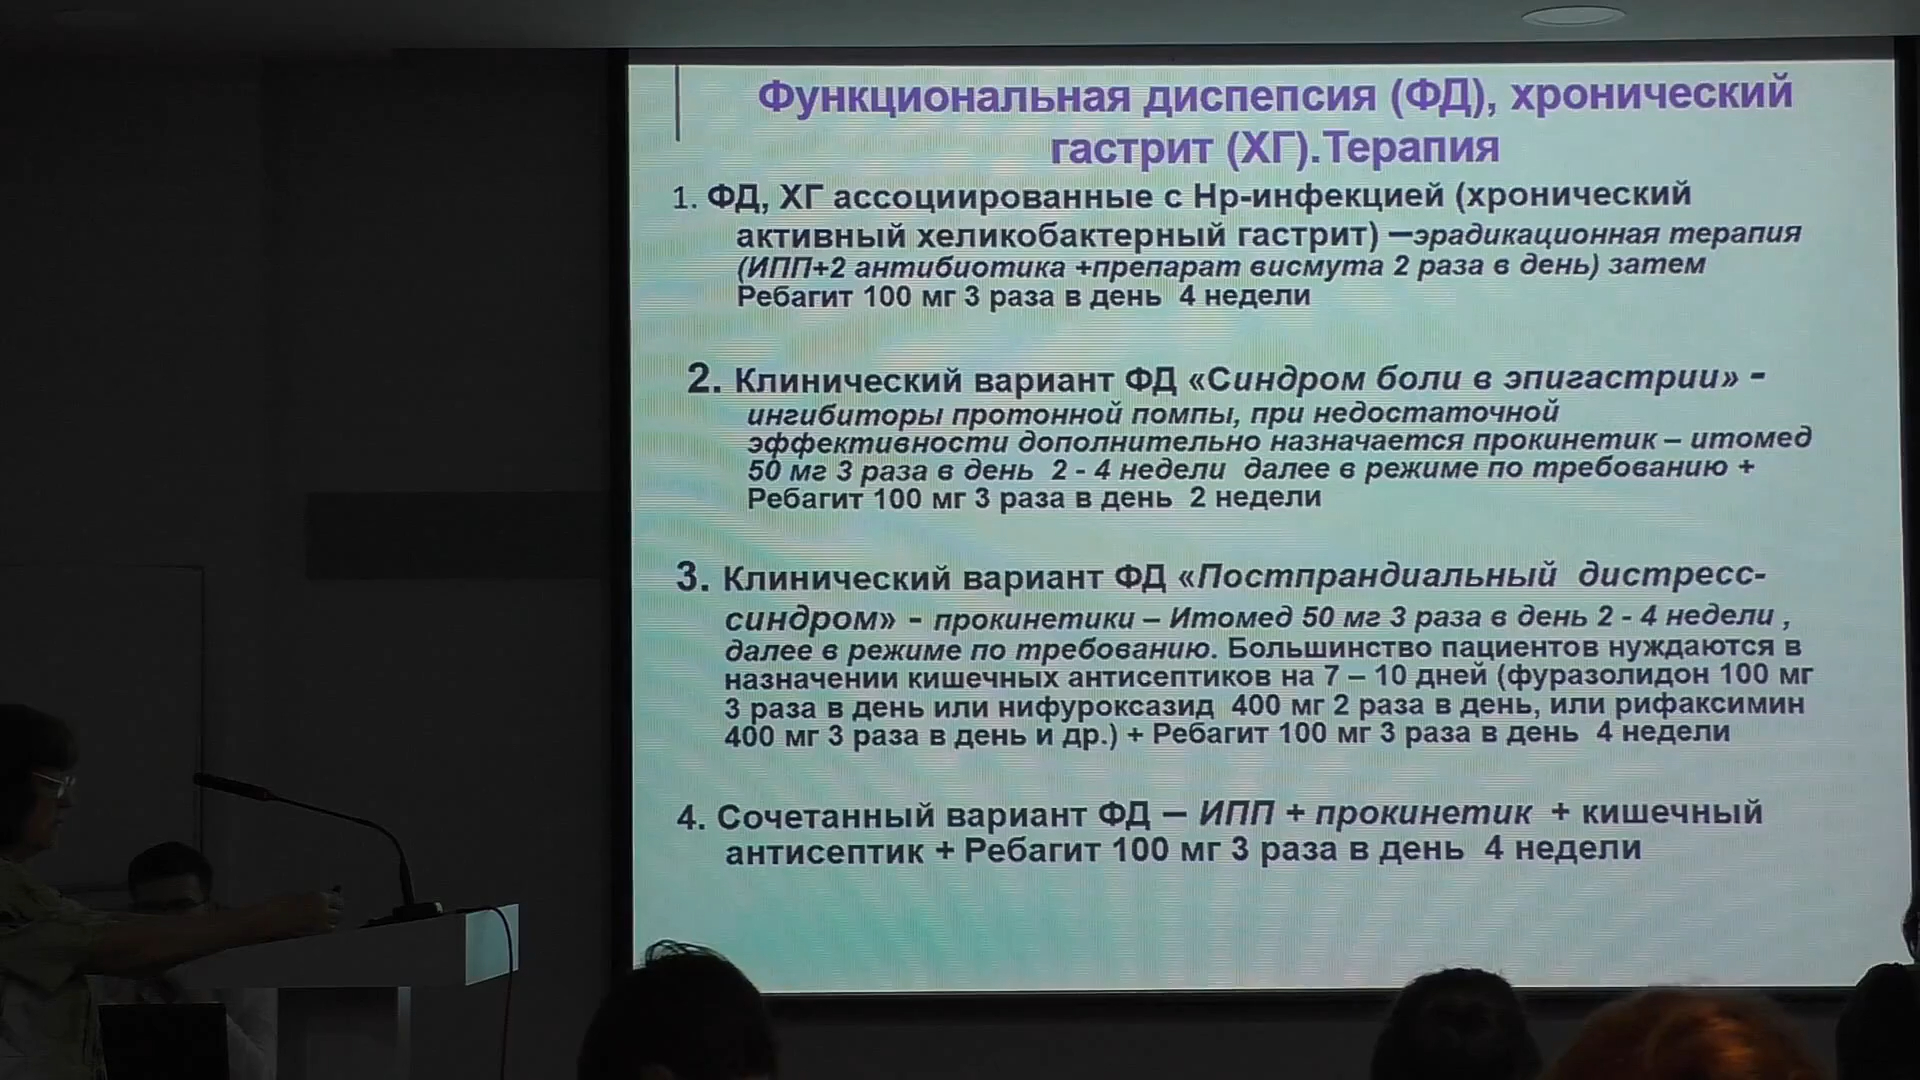 Функциональная диспепсия (ФД), хронический
гастрит (ХГ).Терапия
1. ФД, ХГ ассоциированные с Нр-инфекцией (хронический
активный хеликобактерный гастрит) –эрадикационная терапия
(ИПП+2 антибиотика +препарат висмута 2 раза в день) затем
Ребагит 100 мг 3 раза в день 4 недели
2. Клинический вариант ФД «Синдром боли в эпигастрии» -
ингибиторы протонной помпы, при недостаточной
эффективности дополнительно назначается прокинетик – итомед
50 мг 3 раза в день 2 - 4 недели далее в режиме по требованию +
Ребагит 100 мг 3 раза в день 2 недели
3. Клинический вариант ФД «Постпрандиальный дистресс-
синдром» - прокинетики – Итомед 50 мг 3 раза в день 2 - 4 недели ,
далее в режиме по требованию. Большинство пациентов нуждаются в
назначении кишечных антисептиков на 7 – 10 дней (фуразолидон 100 мг
3 раза в день или нифуроксазид 400 мг 2 раза в день, или рифаксимин
400 мг 3 раза в день и др.) + Ребагит 100 мг 3 раза в день 4 недели
4. Сочетанный вариант ФД – ИПП + прокинетик + кишечный
антисептик + Ребагит 100 мг 3 раза в день 4 недели